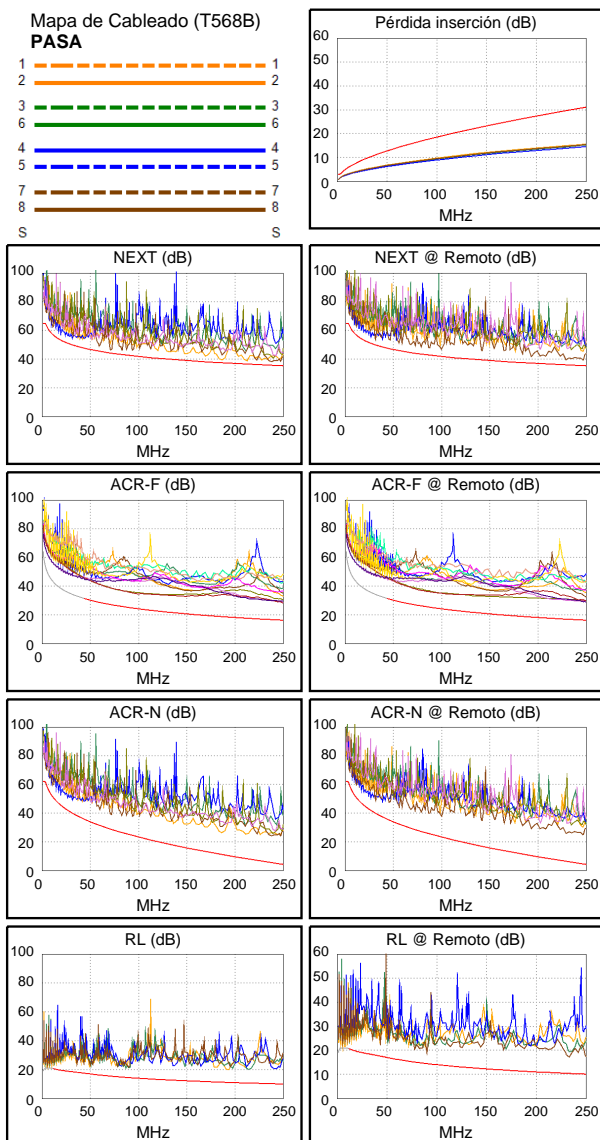 Mapa de Cableado (T568B)
PASA
1 1
2 2
3 3
6 6
4 4
5 5
7 7
8 8
S S
Pérdida inserción (dB)
60
50
40
30
20
10
0
0 50 100 150 200 250
MHz
NEXT (dB)
100
80
60
40
20
0
0 50 100 150 200 250
MHz
NEXT @ Remoto (dB)
100
80
60
40
20
0
0 50 100 150 200 250
MHz
ACR-F (dB)
100
80
60
40
20
0
0 50 100 150 200 250
MHz
ACR-F @ Remoto (dB)
100
80
60
40
20
0
0 50 100 150 200 250
MHz
ACR-N (dB)
100
80
60
40
20
0
0 50 100 150 200 250
MHz
ACR-N @ Remoto (dB)
100
80
60
40
20
0
0 50 100 150 200 250
MHz
RL (dB)
100
80
60
40
20
0
0 50 100 150 200 250
MHz
RL @ Remoto (dB)
60
50
40
30
20
10
0
0 50 100 150 200 250
MHz